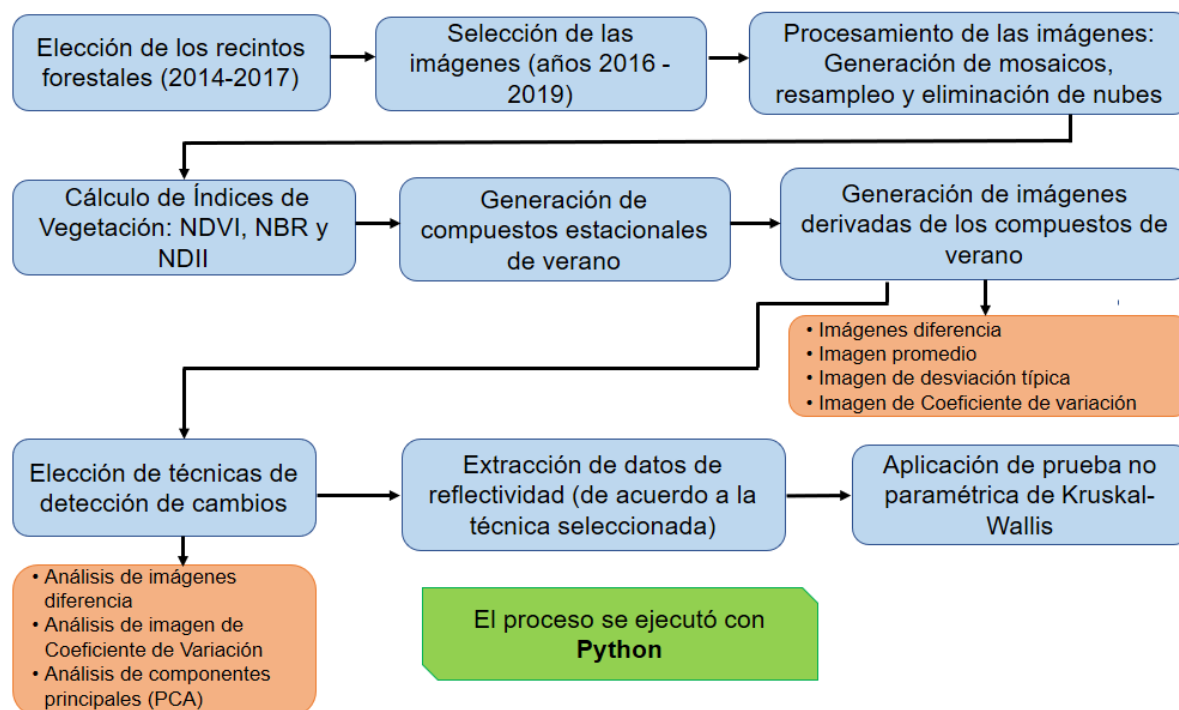 Elección de los recintos
forestales (2014-2017)
Selección de las
imágenes (años 2016 -
2019)
Procesamiento de las imágenes:
Generación de mosaicos,
resampleo y eliminación de nubes
Cálculo de Índices de
Vegetación: NDVI, NBR y
NDII
Generación de
compuestos estacionales
de verano
Generación de imágenes
derivadas de los compuestos de
verano
• Imágenes diferencia
• Imagen promedio
• Imagen de desviación típica
• Imagen de Coeficiente de variación
Elección de técnicas de
detección de cambios
Extracción de datos de
reflectividad (de acuerdo a la
técnica seleccionada)
Aplicación de prueba no
paramétrica de Kruskal-
Wallis
• Análisis de imágenes
diferencia
• Análisis de imagen de
Coeficiente de Variación
• Análisis de componentes
principales (PCA)
El proceso se ejecutó con
Python